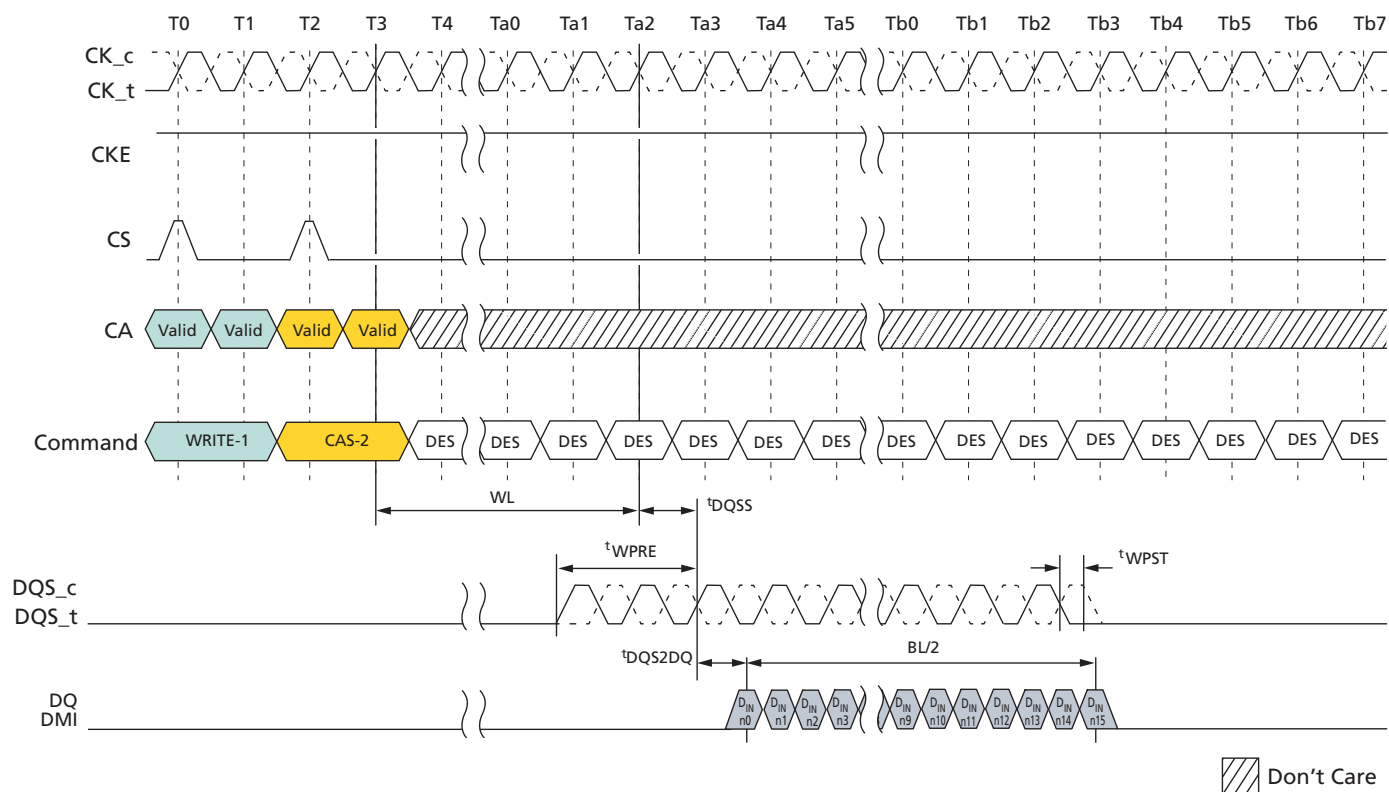 T0 T1 T2 T3 T4 Ta0 Ta1 Ta2 Ta3 Ta4 Ta5 Tb0 Tb1 Tb2 Tb3 Tb4 Tb5 Tb6 Tb7
CK_c
CK_t
CKE
CS
CA Valid Valid Valid Valid
Command WRITE-1 CAS-2 DES DES DES DES DES DES DES DES DES DES DES DES DES DES DES
WL tDQSS
tWPRE tWPST
DQS_c
DQS_t
tDQS2DQ BL/2
DQ
DMI
DIN n0 DIN n1 DIN n2 DIN n3 DIN n9 DIN n10 DIN n11 DIN n12 DIN n13 DIN n14 DIN n15
Don't Care